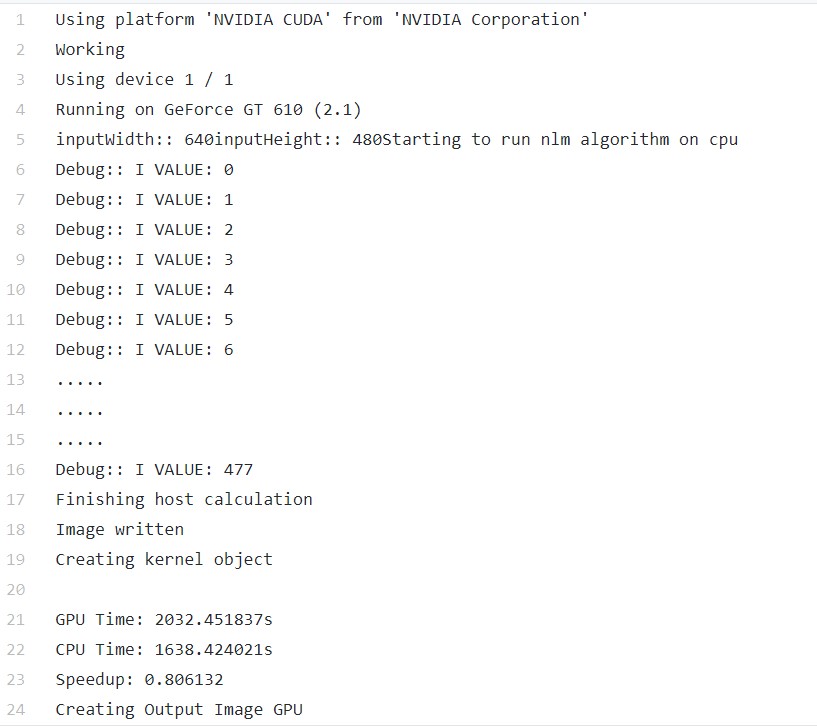 1 Using platform 'NVIDIA CUDA' from 'NVIDIA Corporation'
2 Working
3 Using device 1 / 1
4 Running on GeForce GT 610 (2.1)
5 inputWidth:: 640inputHeight:: 480Starting to run nlm algorithm on cpu
6 Debug:: I VALUE: 0
7 Debug:: I VALUE: 1
8 Debug:: I VALUE: 2
9 Debug:: I VALUE: 3
10 Debug:: I VALUE: 4
11 Debug:: I VALUE: 5
12 Debug:: I VALUE: 6
13 .....
14 .....
15 .....
16 Debug:: I VALUE: 477
17 Finishing host calculation
18 Image written
19 Creating kernel object
20
21 GPU Time: 2032.451837s
22 CPU Time: 1638.424021s
23 Speedup: 0.806132
24 Creating Output Image GPU